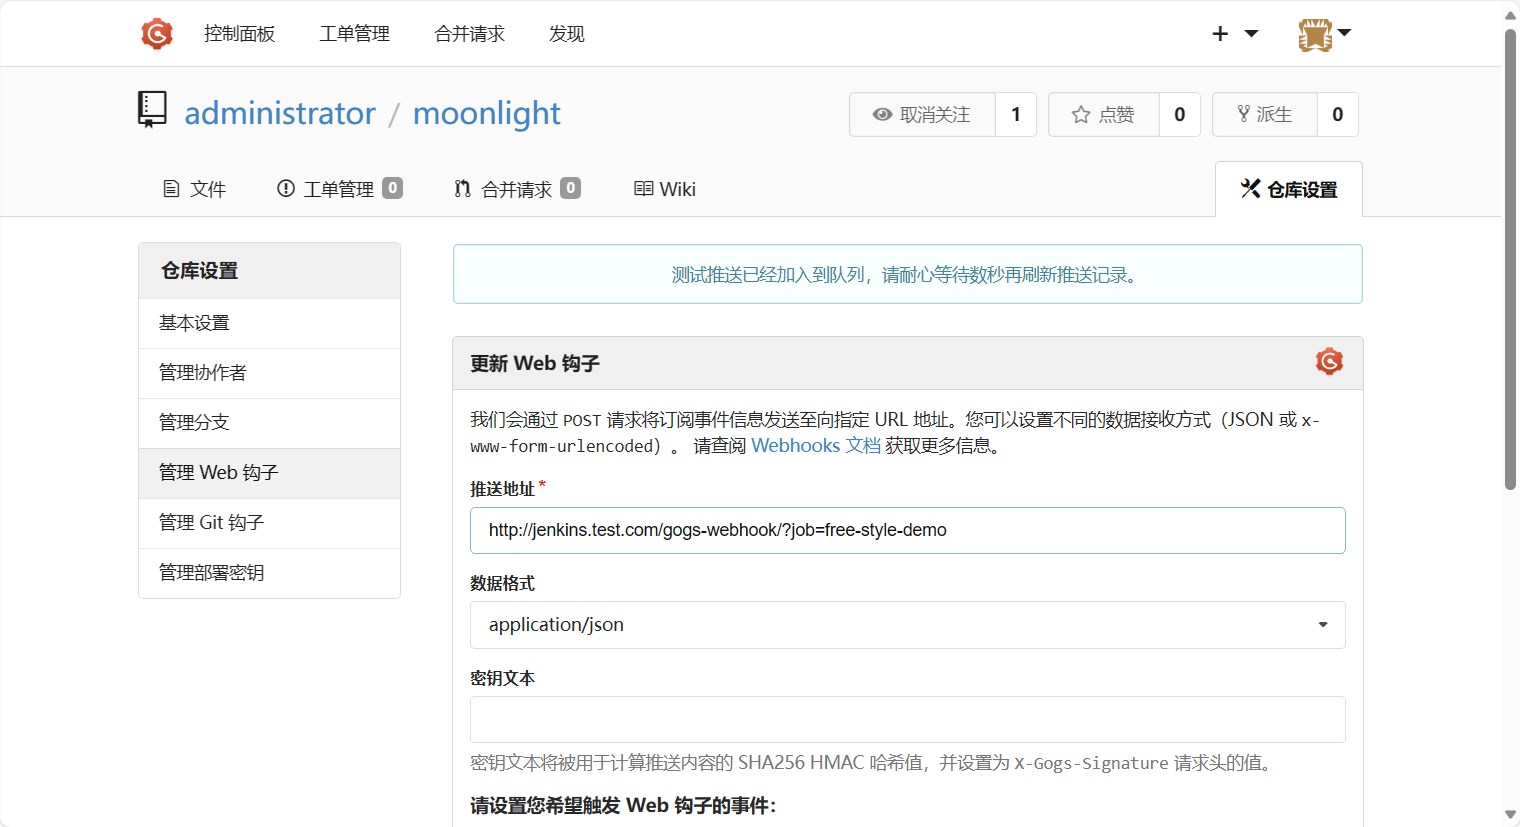 控制面板 工单管理 合并请求 发现
administrator / moonlight
取消关注 1 点赞 0 派生 0
文件 工单管理 0 合并请求 0 Wiki 仓库设置
仓库设置
基本设置
管理协作者
管理分支
管理 Web 钩子
管理 Git 钩子
管理部署密钥
测试推送已经加入到队列，请耐心等待数秒再刷新推送记录。
更新 Web 钩子
我们会通过 POST 请求将订阅事件信息发送至向指定 URL 地址。您可以设置不同的数据接收方式（JSON 或 x-
www-form-urlencoded）。 请查阅 Webhooks 文档 获取更多信息。
推送地址 *
http://jenkins.test.com/gogs-webhook/?job=free-style-demo
数据格式
application/json
密钥文本
密钥文本将被用于计算推送内容的 SHA256 HMAC 哈希值，并设置为 X-Gogs-Signature 请求头的值。
请设置您希望触发 Web 钩子的事件：